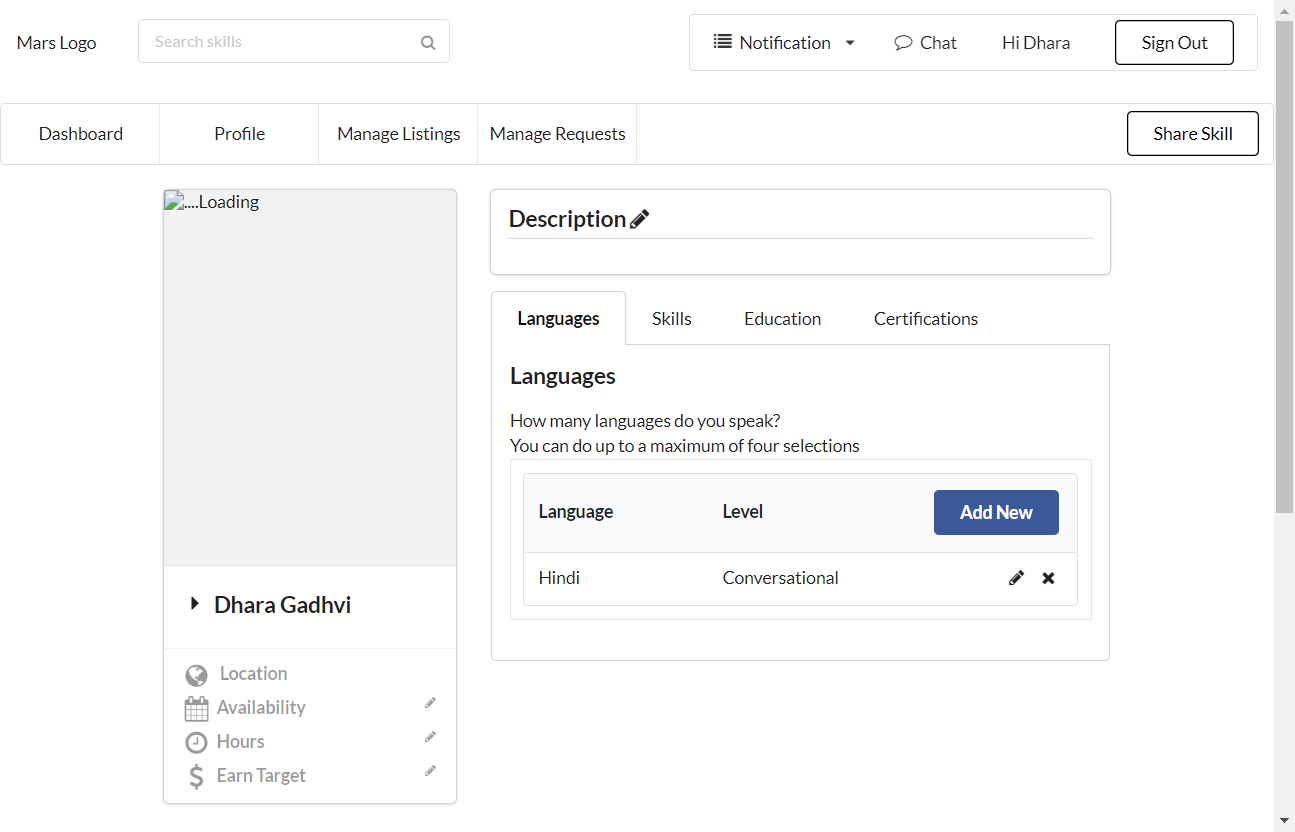 Mars Logo
Search skills
Notification
Chat
Hi Dhara
Sign Out
Dashboard
Profile
Manage Listings
Manage Requests
Share Skill
....Loading
Dhara Gadhvi
Location
Availability
Hours
Earn Target
Description
Languages
Skills
Education
Certifications
Languages
How many languages do you speak?
You can do up to a maximum of four selections
Language
Level
Add New
Hindi
Conversational